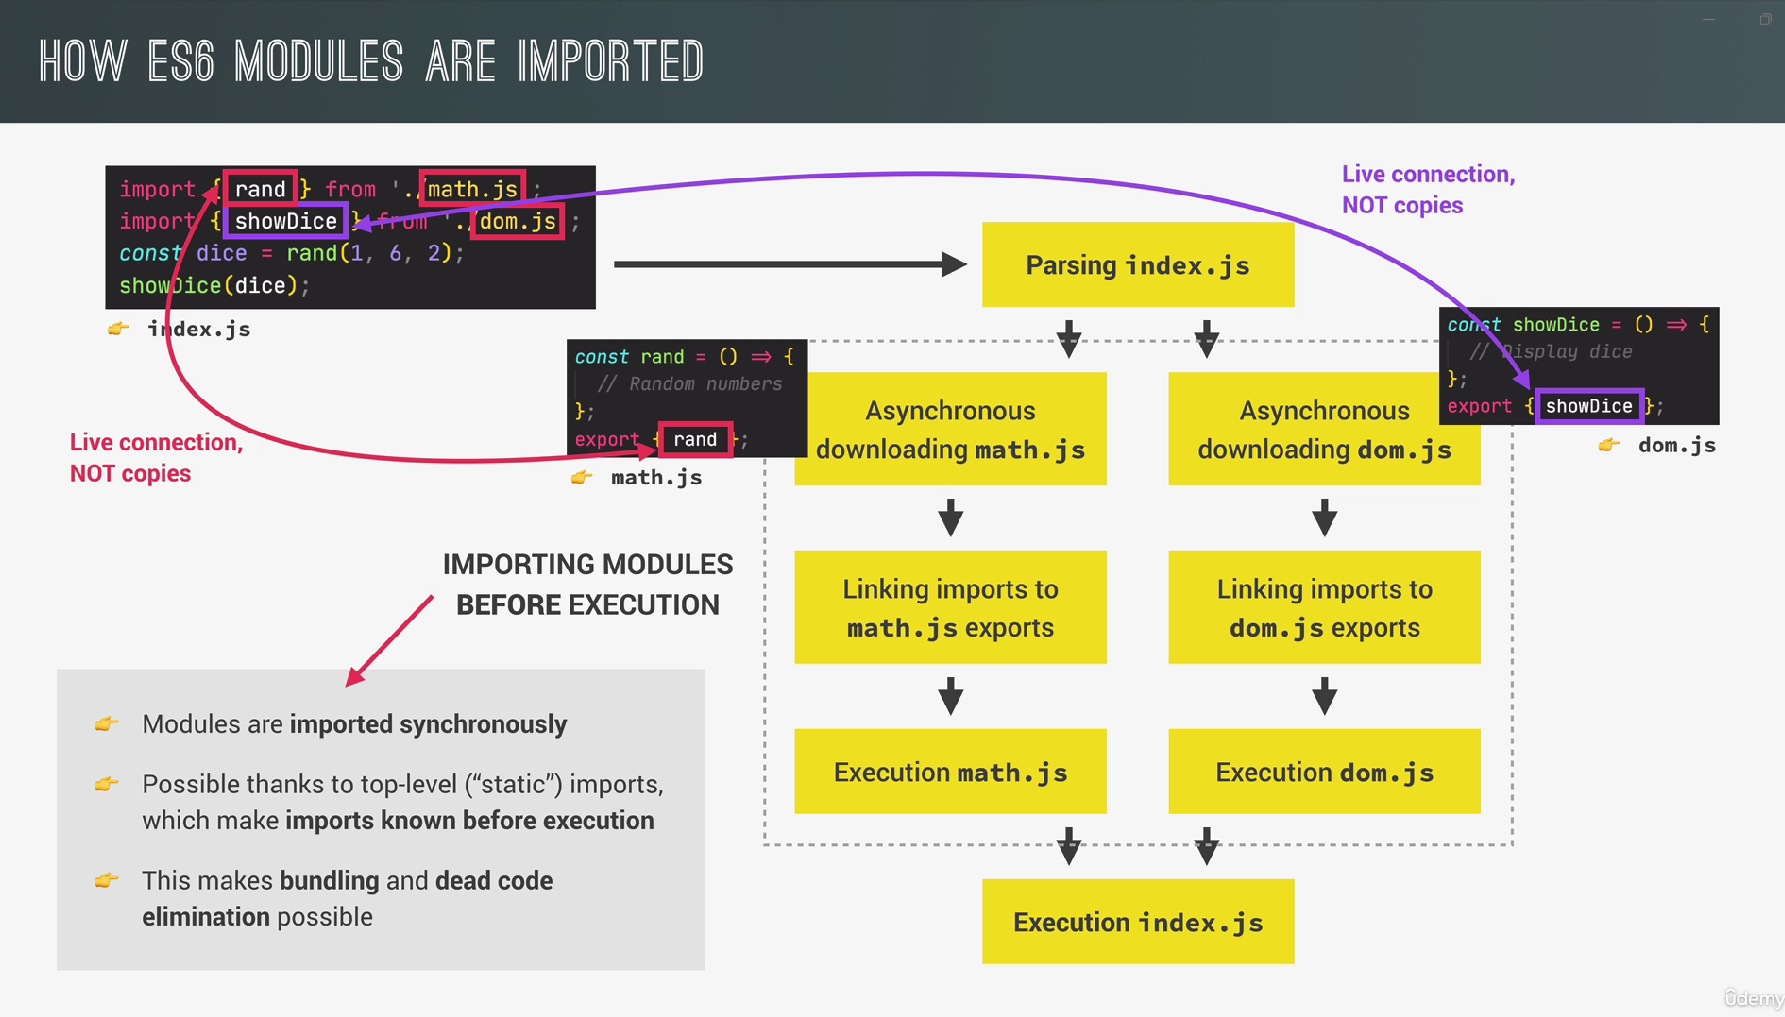 HOW ES6 MODULES ARE IMPORTED
import { rand } from './math.js ;
import { showDice } from './dom.js ;
const dice = rand(1, 6, 2);
showDice(dice);
👉 index.js
Live connection,
NOT copies
Parsing index.js
const showDice = () => {
// Display dice
};
export { showDice };
👉 dom.js
const rand = () => {
// Random numbers
};
export { rand };
👉 math.js
Live connection,
NOT copies
Asynchronous
downloading math.js
Asynchronous
downloading dom.js
Linking imports to
math.js exports
Linking imports to
dom.js exports
Execution math.js
Execution dom.js
Execution index.js
IMPORTING MODULES
BEFORE EXECUTION
👉 Modules are imported synchronously
👉 Possible thanks to top-level (“static”) imports,
which make imports known before execution
👉 This makes bundling and dead code
elimination possible
Udemy